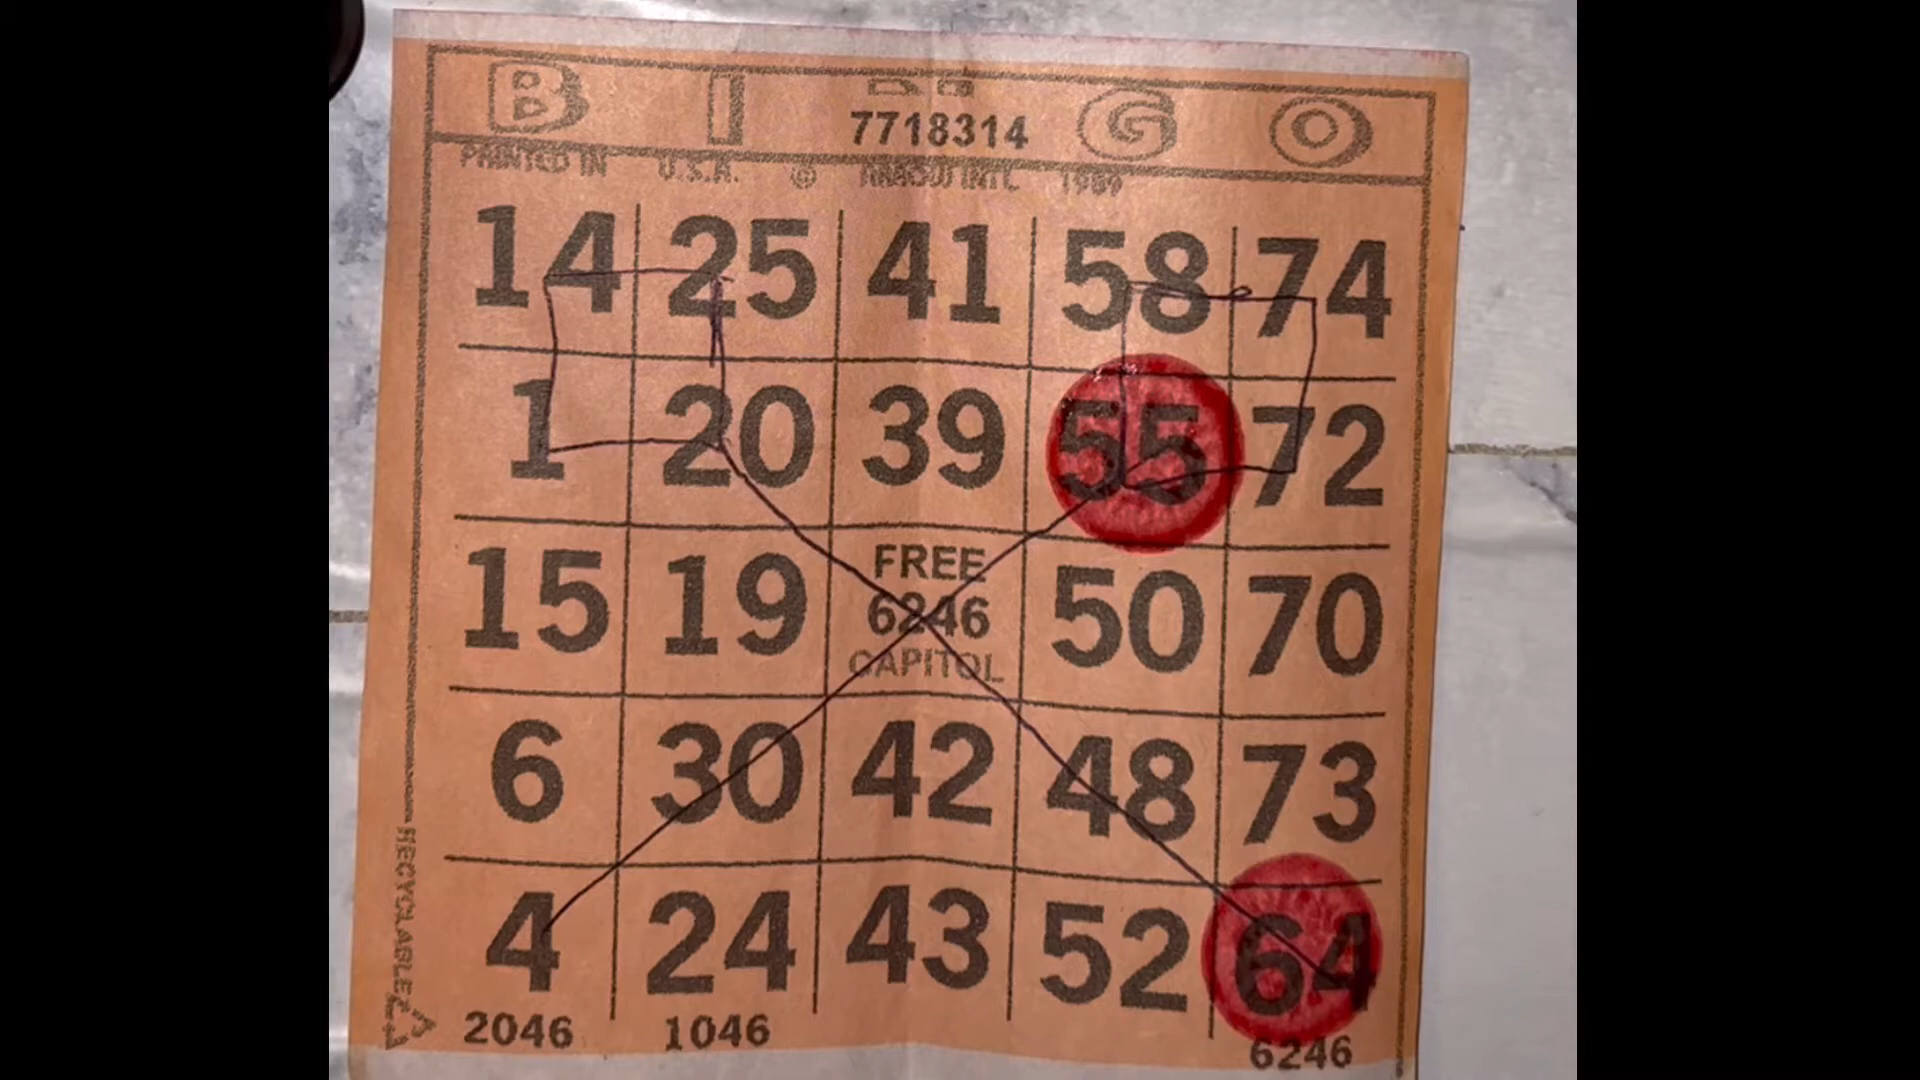 B I N G O
7718314
PRINTED IN U.S.A. © 1989
14 25 41 58 74
1 20 39 55 72
15 19 FREE 6246 CAPITOL 50 70
6 30 42 48 73
4 24 43 52 64
2046 1046 6246
RECYCLABLE